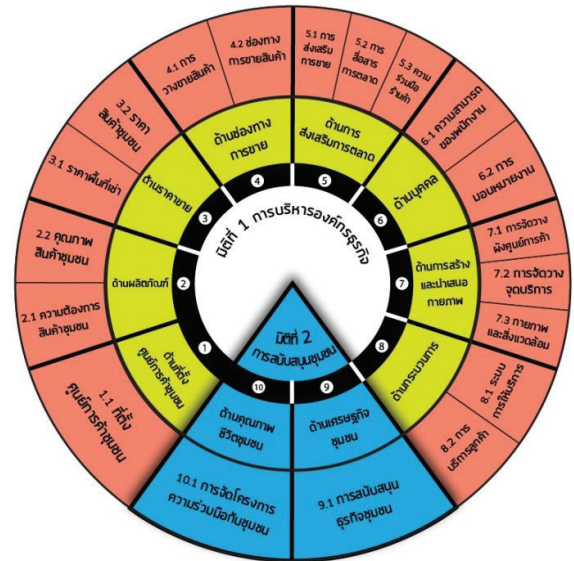 มิติที่ 1 การบริหารองค์กรธุรกิจ
มิติที่ 2
การสนับสนุนชุมชน
1
ด้านที่ตั้ง
ศูนย์การค้าชุมชน
1.1 ที่ตั้ง
ศูนย์การค้าชุมชน
2
ด้านผลิตภัณฑ์
2.1 ความต้องการ
สินค้าชุมชน
2.2 คุณภาพ
สินค้าชุมชน
3
ด้านราคาขาย
3.1 ราคาพื้นที่เช่า
3.2 ราคา
สินค้าชุมชน
4
ด้านช่องทาง
การขาย
4.1 การ
วางขายสินค้า
4.2 ช่องทาง
การขายสินค้า
5
ด้านการ
ส่งเสริมการตลาด
5.1 การ
ส่งเสริม
การขาย
5.2 การ
สื่อสาร
การตลาด
5.3 ความ
ร่วมมือ
ร้านค้า
6
ด้านบุคคล
6.1 ความสามารถ
ของพนักงาน
6.2 การ
มอบหมายงาน
7
ด้านการสร้าง
และนำเสนอ
กายภาพ
7.1 การจัดวาง
ผังศูนย์การค้า
7.2 การจัดวาง
จุดบริการ
7.3 กายภาพ
และสิ่งแวดล้อม
8
ด้านกระบวนการ
8.1 ระบบ
การให้บริการ
8.2 การ
บริการลูกค้า
9
ด้านเศรษฐกิจ
ชุมชน
9.1 การสนับสนุน
ธุรกิจชุมชน
10
ด้านคุณภาพ
ชีวิตชุมชน
10.1 การจัดโครงการ
ความร่วมมือกับชุมชน